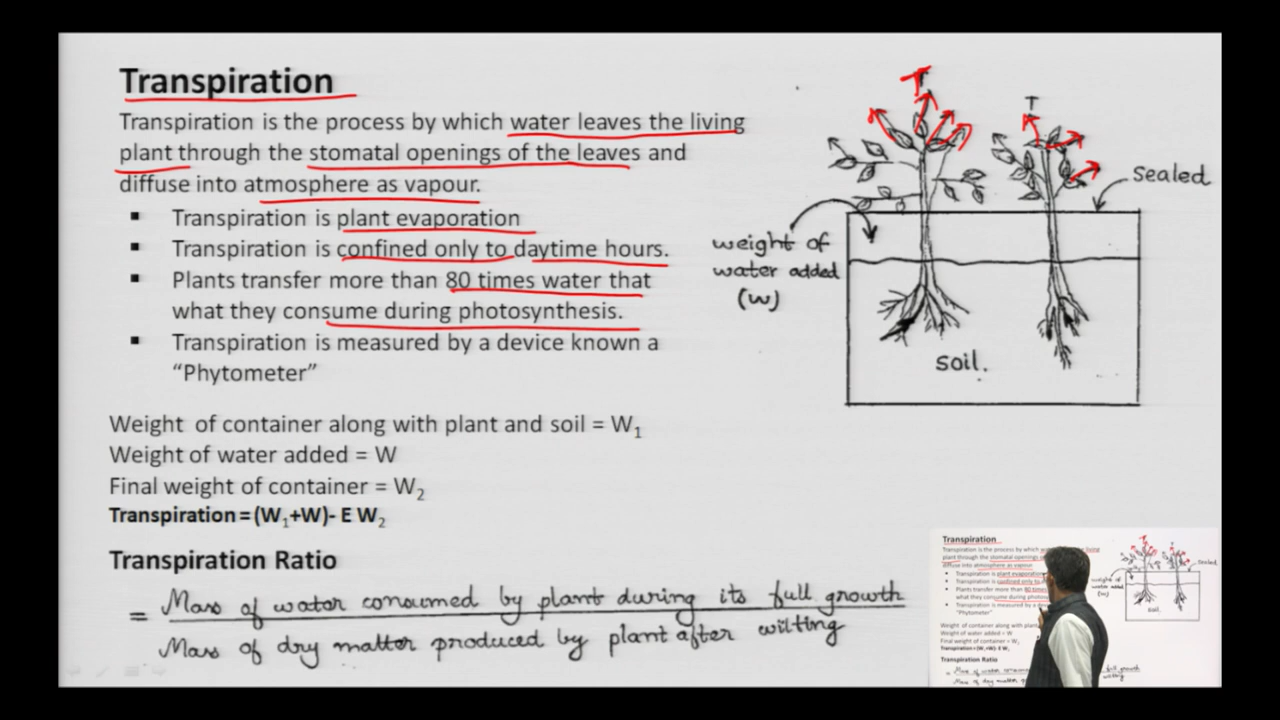 Transpiration
Transpiration is the process by which water leaves the living
plant through the stomatal openings of the leaves and
diffuse into atmosphere as vapour.
▪ Transpiration is plant evaporation
▪ Transpiration is confined only to daytime hours.
▪ Plants transfer more than 80 times water that
what they consume during photosynthesis.
▪ Transpiration is measured by a device known a
“Phytometer”
Weight of container along with plant and soil = W₁
Weight of water added = W
Final weight of container = W₂
Transpiration = (W₁+W)- E W₂
Transpiration Ratio
= Mass of water consumed by plant during its full growth
Mass of dry matter produced by plant after wilting
T
T
Sealed
weight of
water added
(W)
soil.